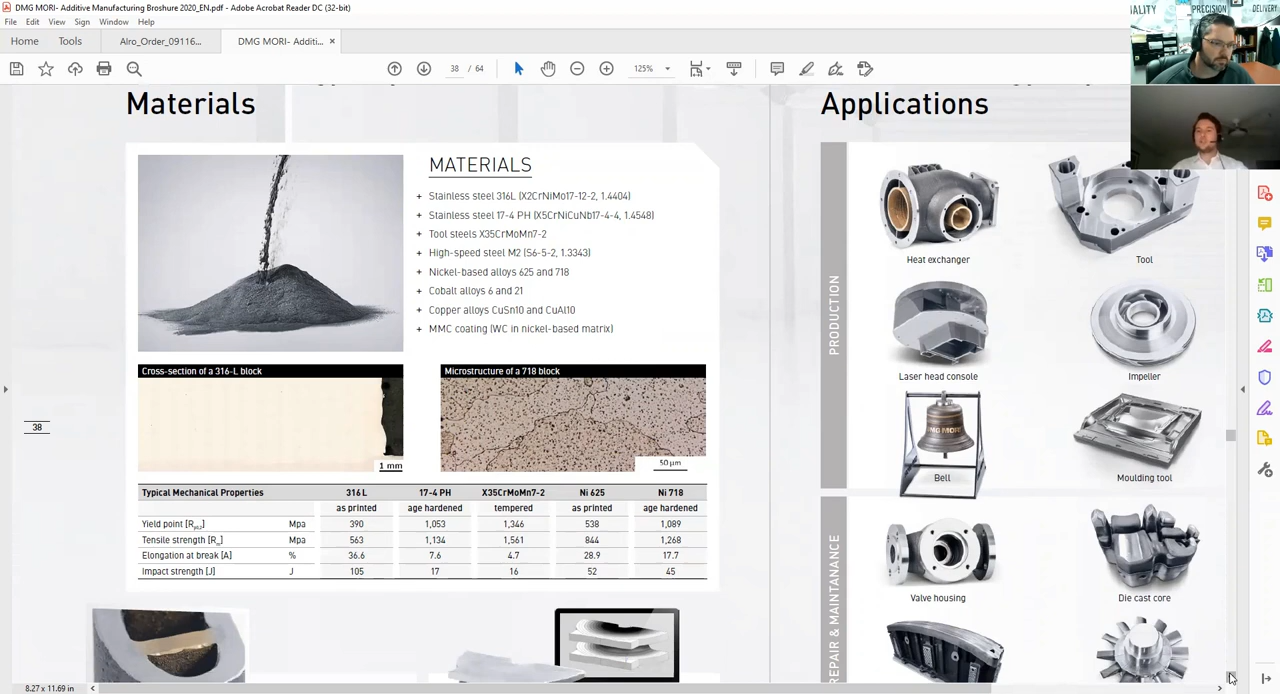 DMG MORI- Additive Manufacturing Broshure 2020_EN.pdf - Adobe Acrobat Reader DC (32-bit)
File Edit View Sign Window Help
Home Tools Alro_Order_09116... DMG MORI- Additi... ×
38 / 64 125%
PRECISION DELIVERY
Materials
MATERIALS
+ Stainless steel 316L (X2CrNiMo17-12-2, 1.4404)
+ Stainless steel 17-4 PH (X5CrNiCuNb17-4-4, 1.4548)
+ Tool steels X35CrMoMn7-2
+ High-speed steel M2 (S6-5-2, 1.3343)
+ Nickel-based alloys 625 and 718
+ Cobalt alloys 6 and 21
+ Copper alloys CuSn10 and CuAl10
+ MMC coating (WC in nickel-based matrix)
Cross-section of a 316-L block
1 mm
Microstructure of a 718 block
50 µm
Typical Mechanical Properties 316 L 17-4 PH X35CrMoMn7-2 Ni 625 Ni 718
as printed age hardened tempered as printed age hardened
Yield point [Rp0,2] Mpa 390 1,053 1,346 538 1,089
Tensile strength [Rm] Mpa 563 1,134 1,561 844 1,268
Elongation at break [A] % 36.6 7.6 4.7 28.9 17.7
Impact strength [J] J 105 17 16 52 45
38
Applications
PRODUCTION
Heat exchanger
Tool
Laser head console
Impeller
DMG MORI
Bell
Moulding tool
REPAIR & MAINTANANCE
Valve housing
Die cast core
8.27 x 11.69 in